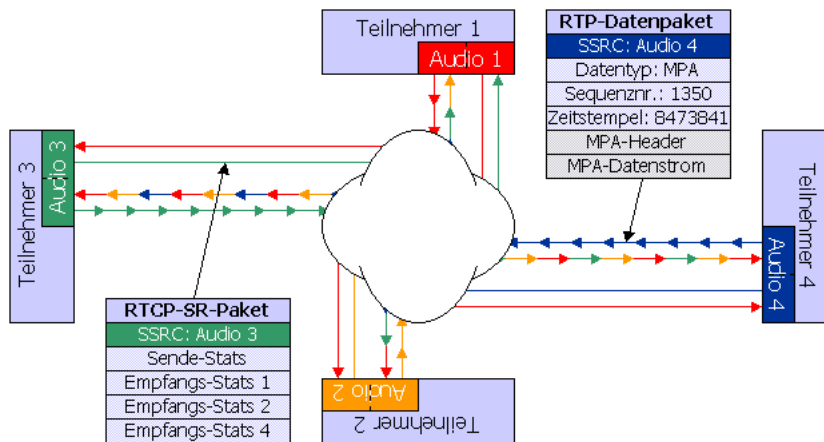 Teilnehmer 1
Audio 1
RTP-Datenpaket
SSRC: Audio 4
Datentyp: MPA
Sequenznr.: 1350
Zeitstempel: 8473841
MPA-Header
MPA-Datenstrom
Teilnehmer 3
Audio 3
Teilnehmer 4
Audio 4
RTCP-SR-Paket
SSRC: Audio 3
Sende-Stats
Empfangs-Stats 1
Empfangs-Stats 2
Empfangs-Stats 4
Audio 2
Teilnehmer 2